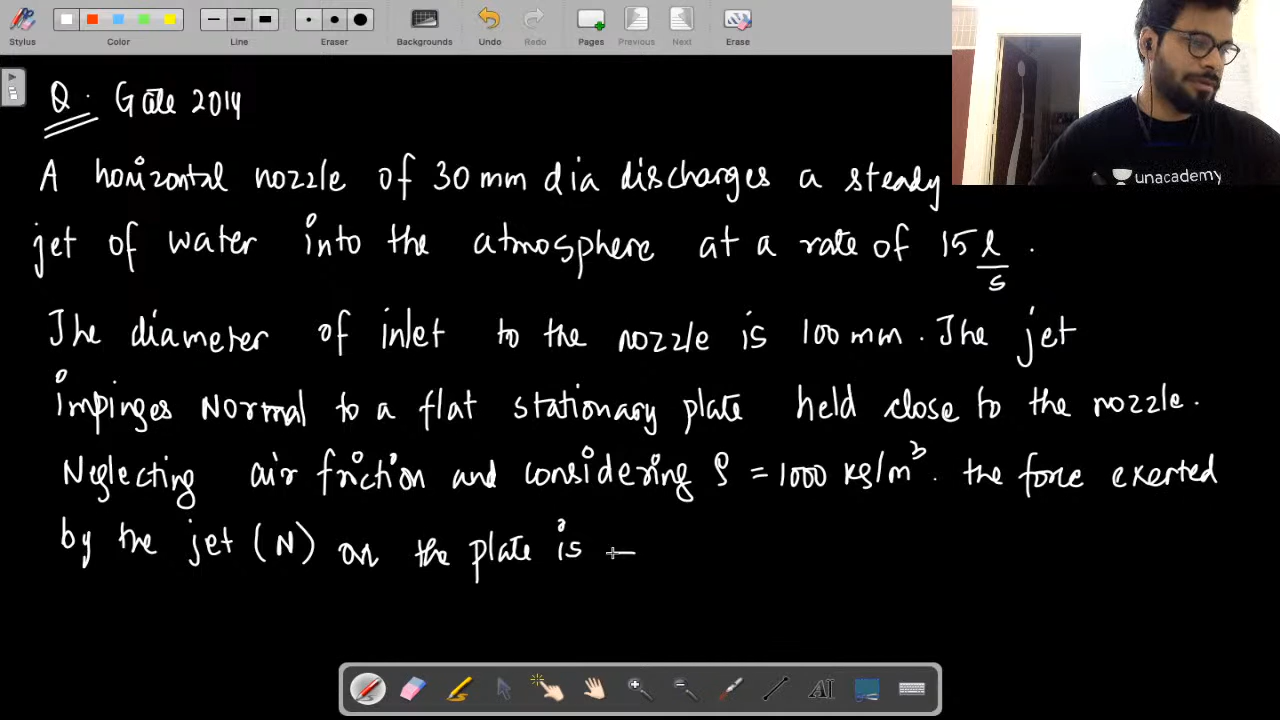 Stylus Color Line Eraser Backgrounds Undo Redo Pages Previous Next Erase
Q. Gate 2014
unacademy
A horizontal nozzle of 30 mm dia discharges a steady
jet of water into the atmosphere at a rate of 15 l/s.
The diameter of inlet to the nozzle is 100 mm. The jet
impinges Normal to a flat stationary plate held close to the nozzle.
Neglecting air friction and considering ρ = 1000 kg/m³. the force exerted
by the jet (N) on the plate is —
AI